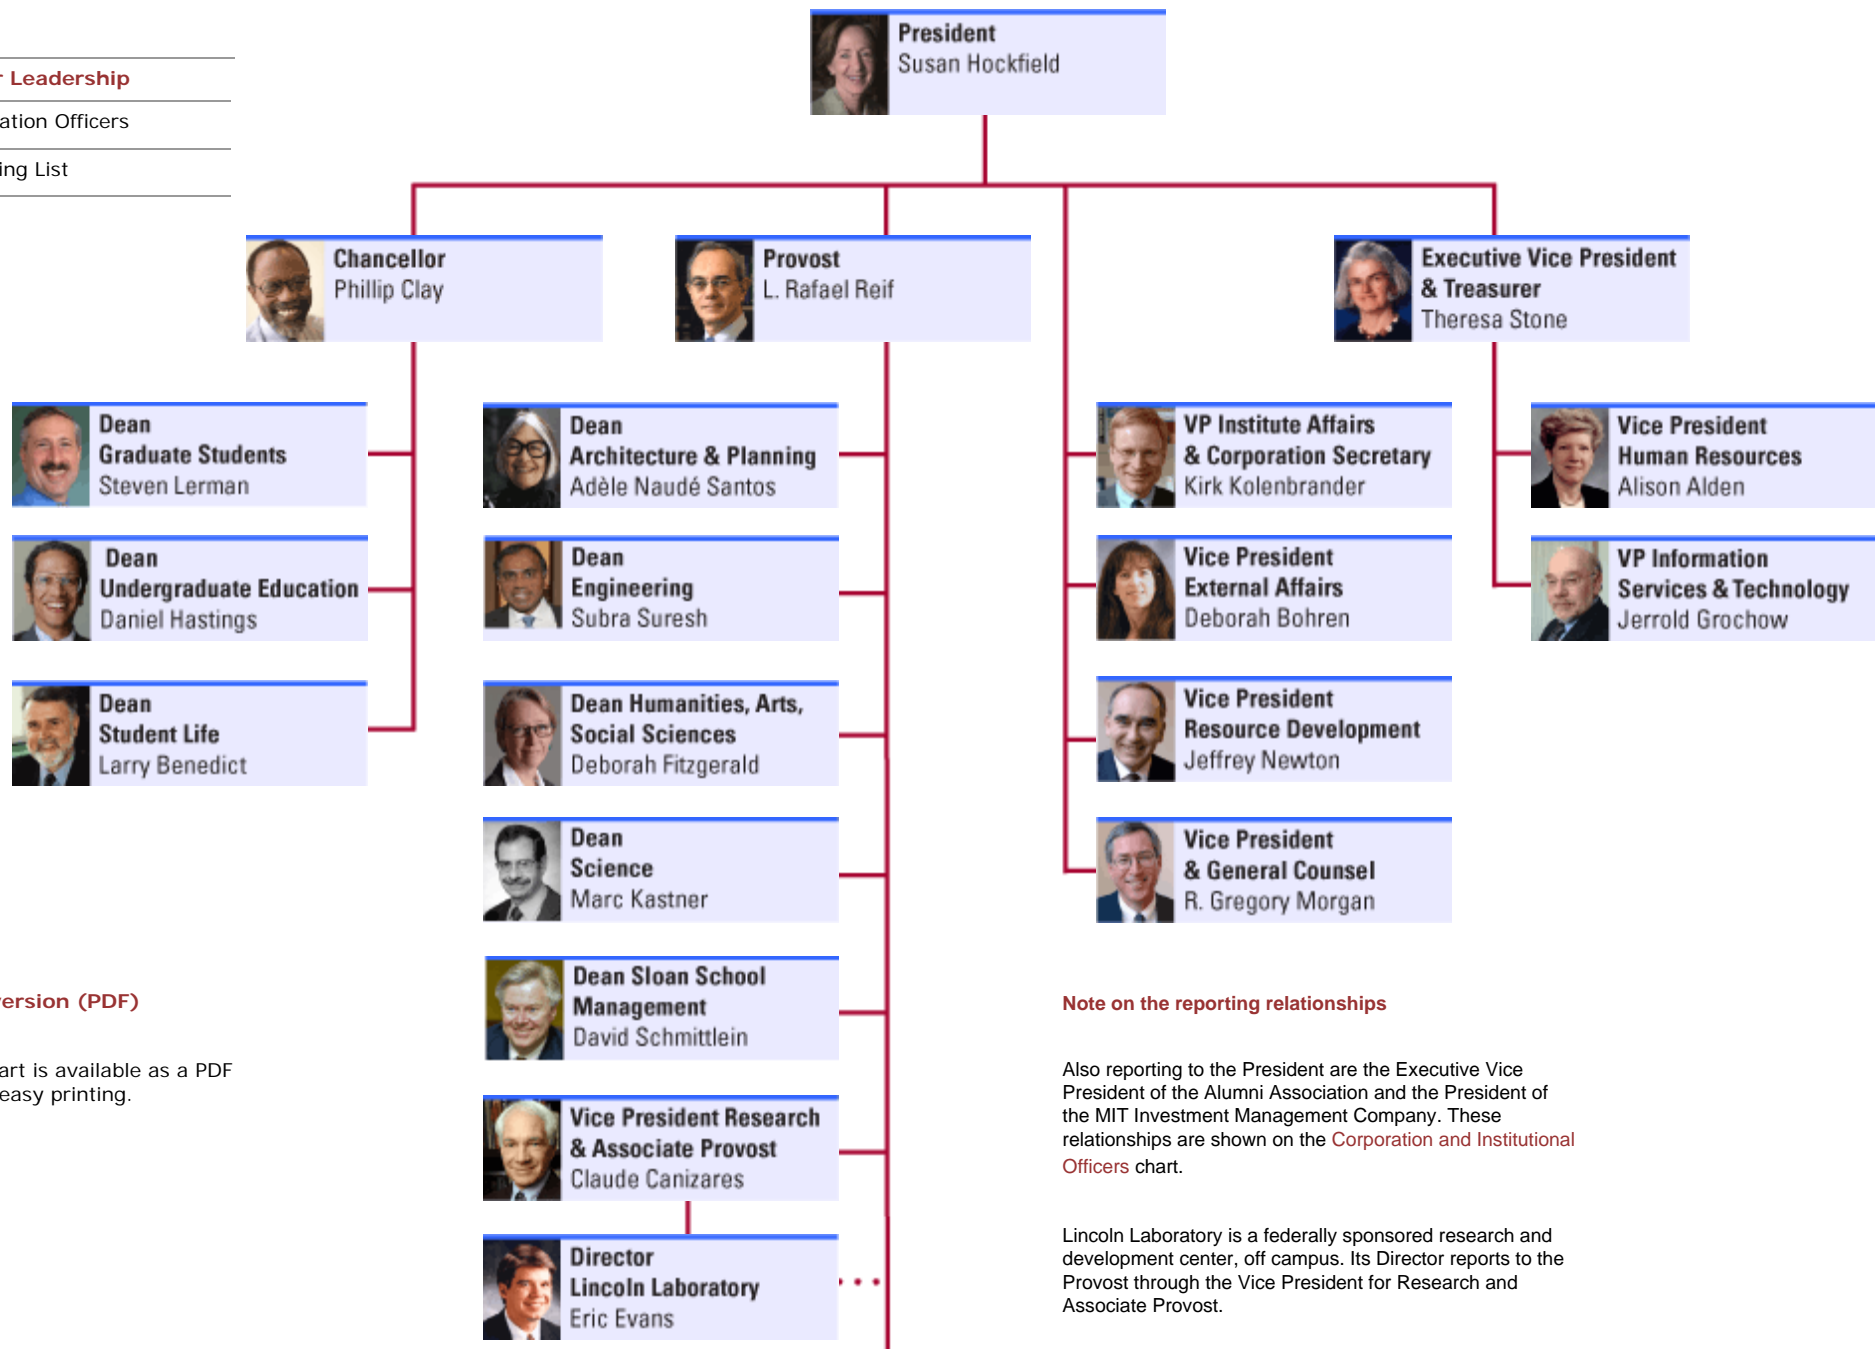 President
Susan Hockfield
Leadership
Officers
List
Chancellor
Phillip Clay
Provost
L. Rafael Reif
Executive Vice President
& Treasurer
Theresa Stone
Dean
Graduate Students
Steven Lerman
Dean
Undergraduate Education
Daniel Hastings
Dean
Student Life
Larry Benedict
Dean
Architecture & Planning
Adèle Naudé Santos
Dean
Engineering
Subra Suresh
Dean Humanities, Arts,
Social Sciences
Deborah Fitzgerald
Dean
Science
Marc Kastner
Dean Sloan School
Management
David Schmittlein
Vice President Research
& Associate Provost
Claude Canizares
Director
Lincoln Laboratory
Eric Evans
VP Institute Affairs
& Corporation Secretary
Kirk Kolenbrander
Vice President
External Affairs
Deborah Bohren
Vice President
Resource Development
Jeffrey Newton
Vice President
& General Counsel
R. Gregory Morgan
Vice President
Human Resources
Alison Alden
VP Information
Services & Technology
Jerrold Grochow
(PDF)
is available as a PDF
easy printing.
Note on the reporting relationships
Also reporting to the President are the Executive Vice
President of the Alumni Association and the President of
the MIT Investment Management Company. These
relationships are shown on the Corporation and Institutional
Officers chart.
Lincoln Laboratory is a federally sponsored research and
development center, off campus. Its Director reports to the
Provost through the Vice President for Research and
Associate Provost.